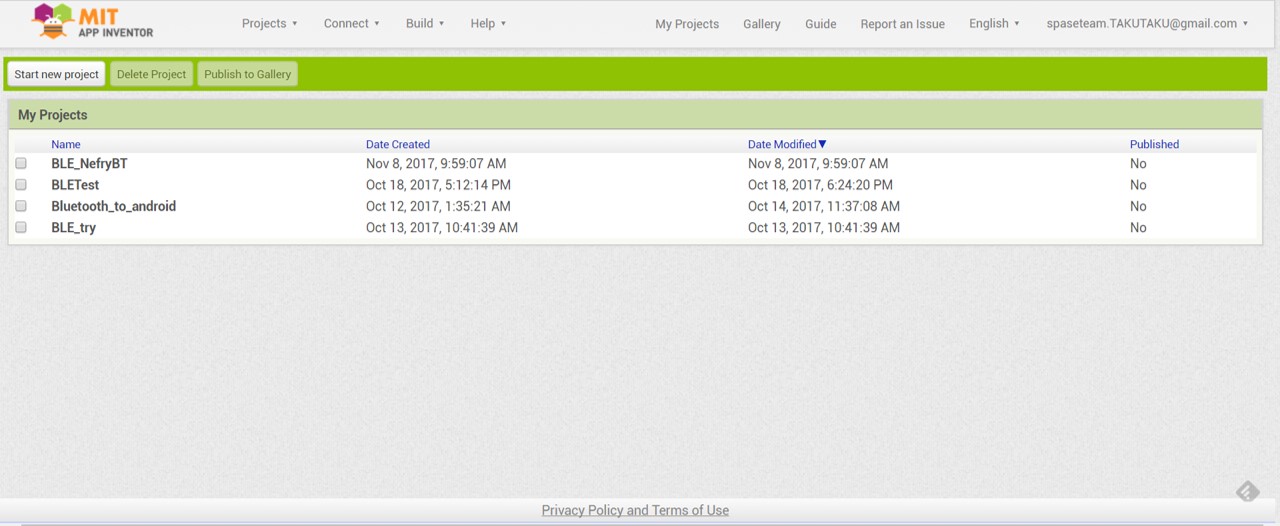 MIT
APP INVENTOR
Projects ▾ Connect ▾ Build ▾ Help ▾ My Projects Gallery Guide Report an Issue English ▾ spaseteam.TAKUTAKU@gmail.com ▾
Start new project Delete Project Publish to Gallery
My Projects
Name Date Created Date Modified▼ Published
BLE_NefryBT Nov 8, 2017, 9:59:07 AM Nov 8, 2017, 9:59:07 AM No
BLETest Oct 18, 2017, 5:12:14 PM Oct 18, 2017, 6:24:20 PM No
Bluetooth_to_android Oct 12, 2017, 1:35:21 AM Oct 14, 2017, 11:37:08 AM No
BLE_try Oct 13, 2017, 10:41:39 AM Oct 13, 2017, 10:41:39 AM No
Privacy Policy and Terms of Use